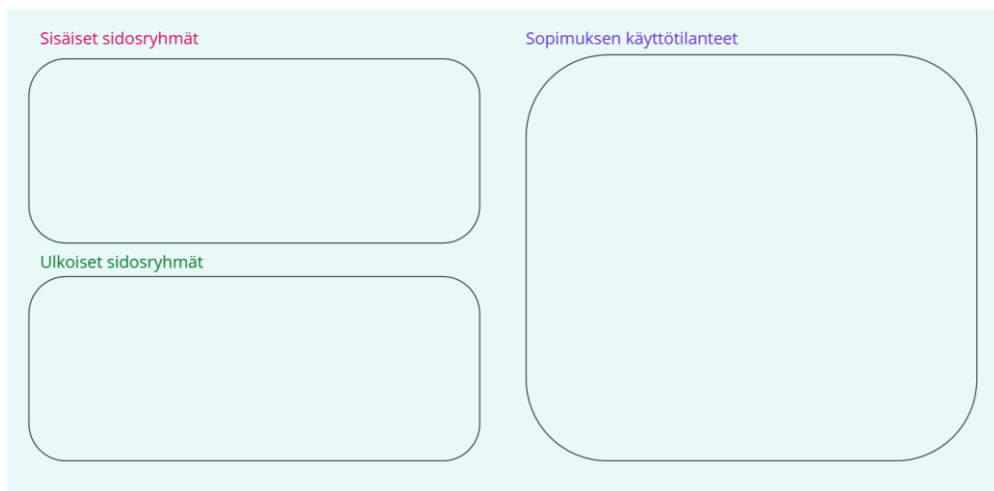 Sisäiset sidosryhmät
Ulkoiset sidosryhmät
Sopimuksen käyttötilanteet